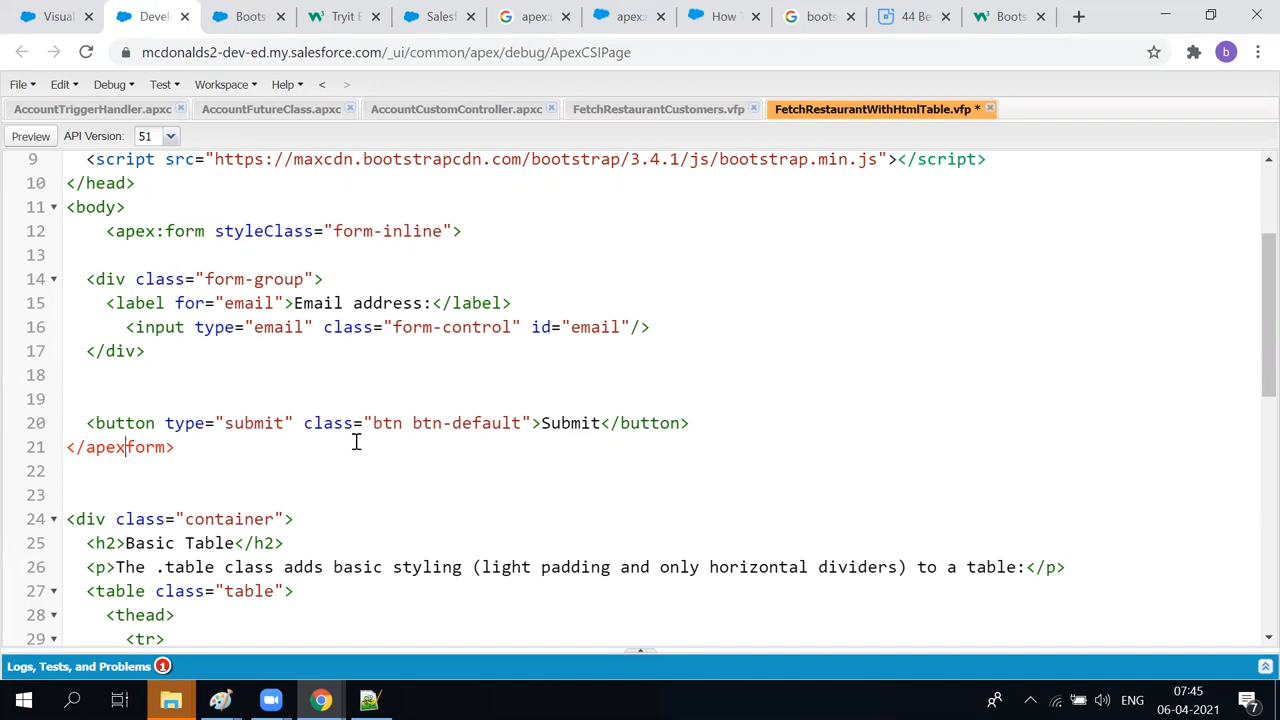 Visual
Develo
Boots
Tryit E
Salesf
apex:i
apex:
How T
boots
44 Be
Boots
mcdonalds2-dev-ed.my.salesforce.com/_ui/common/apex/debug/ApexCSIPage
b
File Edit Debug Test Workspace Help < >
AccountTriggerHandler.apxc
AccountFutureClass.apxc
AccountCustomController.apxc
FetchRestaurantCustomers.vfp
FetchRestaurantWithHtmlTable.vfp *
Preview API Version: 51
9 <script src="https://maxcdn.bootstrapcdn.com/bootstrap/3.4.1/js/bootstrap.min.js"></script>
10 </head>
11 <body>
12 <apex:form styleClass="form-inline">
13
14 <div class="form-group">
15 <label for="email">Email address:</label>
16 <input type="email" class="form-control" id="email"/>
17 </div>
18
19
20 <button type="submit" class="btn btn-default">Submit</button>
21 </apexform>
22
23
24 <div class="container">
25 <h2>Basic Table</h2>
26 <p>The .table class adds basic styling (light padding and only horizontal dividers) to a table:</p>
27 <table class="table">
28 <thead>
29 <tr>
Logs, Tests, and Problems 1
ENG
07:45
06-04-2021
7